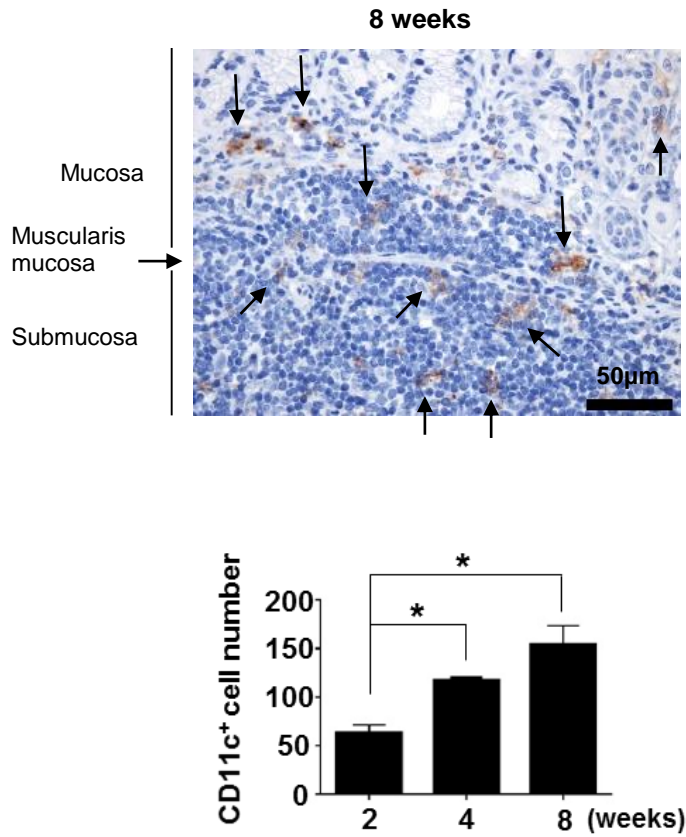 8 weeks
Mucosa
Muscularis
mucosa
Submucosa
50µm
*
*
CD11c⁺ cell number
200
150
100
50
0
2 4 8 (weeks)